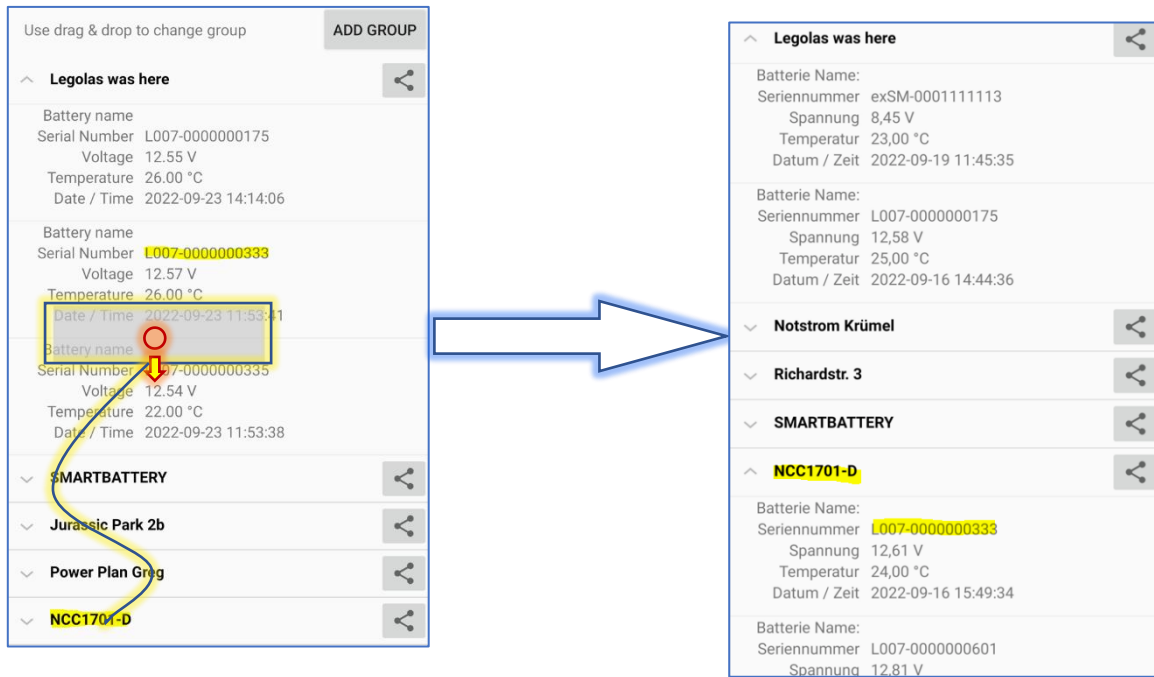 Use drag & drop to change group
ADD GROUP
Legolas was here
Battery name
Serial Number L007-0000000175
Voltage 12.55 V
Temperature 26.00 °C
Date / Time 2022-09-23 14:14:06
Battery name
Serial Number L007-0000000333
Voltage 12.57 V
Temperature 26.00 °C
Date / Time 2022-09-23 11:53:41
Battery name
Serial Number L007-0000000335
Voltage 12.54 V
Temperature 22.00 °C
Date / Time 2022-09-23 11:53:38
SMARTBATTERY
Jurassic Park 2b
Power Plan Greg
NCC1701-D
Legolas was here
Batterie Name:
Seriennummer exSM-0001111113
Spannung 8,45 V
Temperatur 23,00 °C
Datum / Zeit 2022-09-19 11:45:35
Batterie Name:
Seriennummer L007-0000000175
Spannung 12,58 V
Temperatur 25,00 °C
Datum / Zeit 2022-09-16 14:44:36
Notstrom Krümel
Richardstr. 3
SMARTBATTERY
NCC1701-D
Batterie Name:
Seriennummer L007-0000000333
Spannung 12,61 V
Temperatur 24,00 °C
Datum / Zeit 2022-09-16 15:49:34
Batterie Name:
Seriennummer L007-0000000601
Spannung 12,81 V